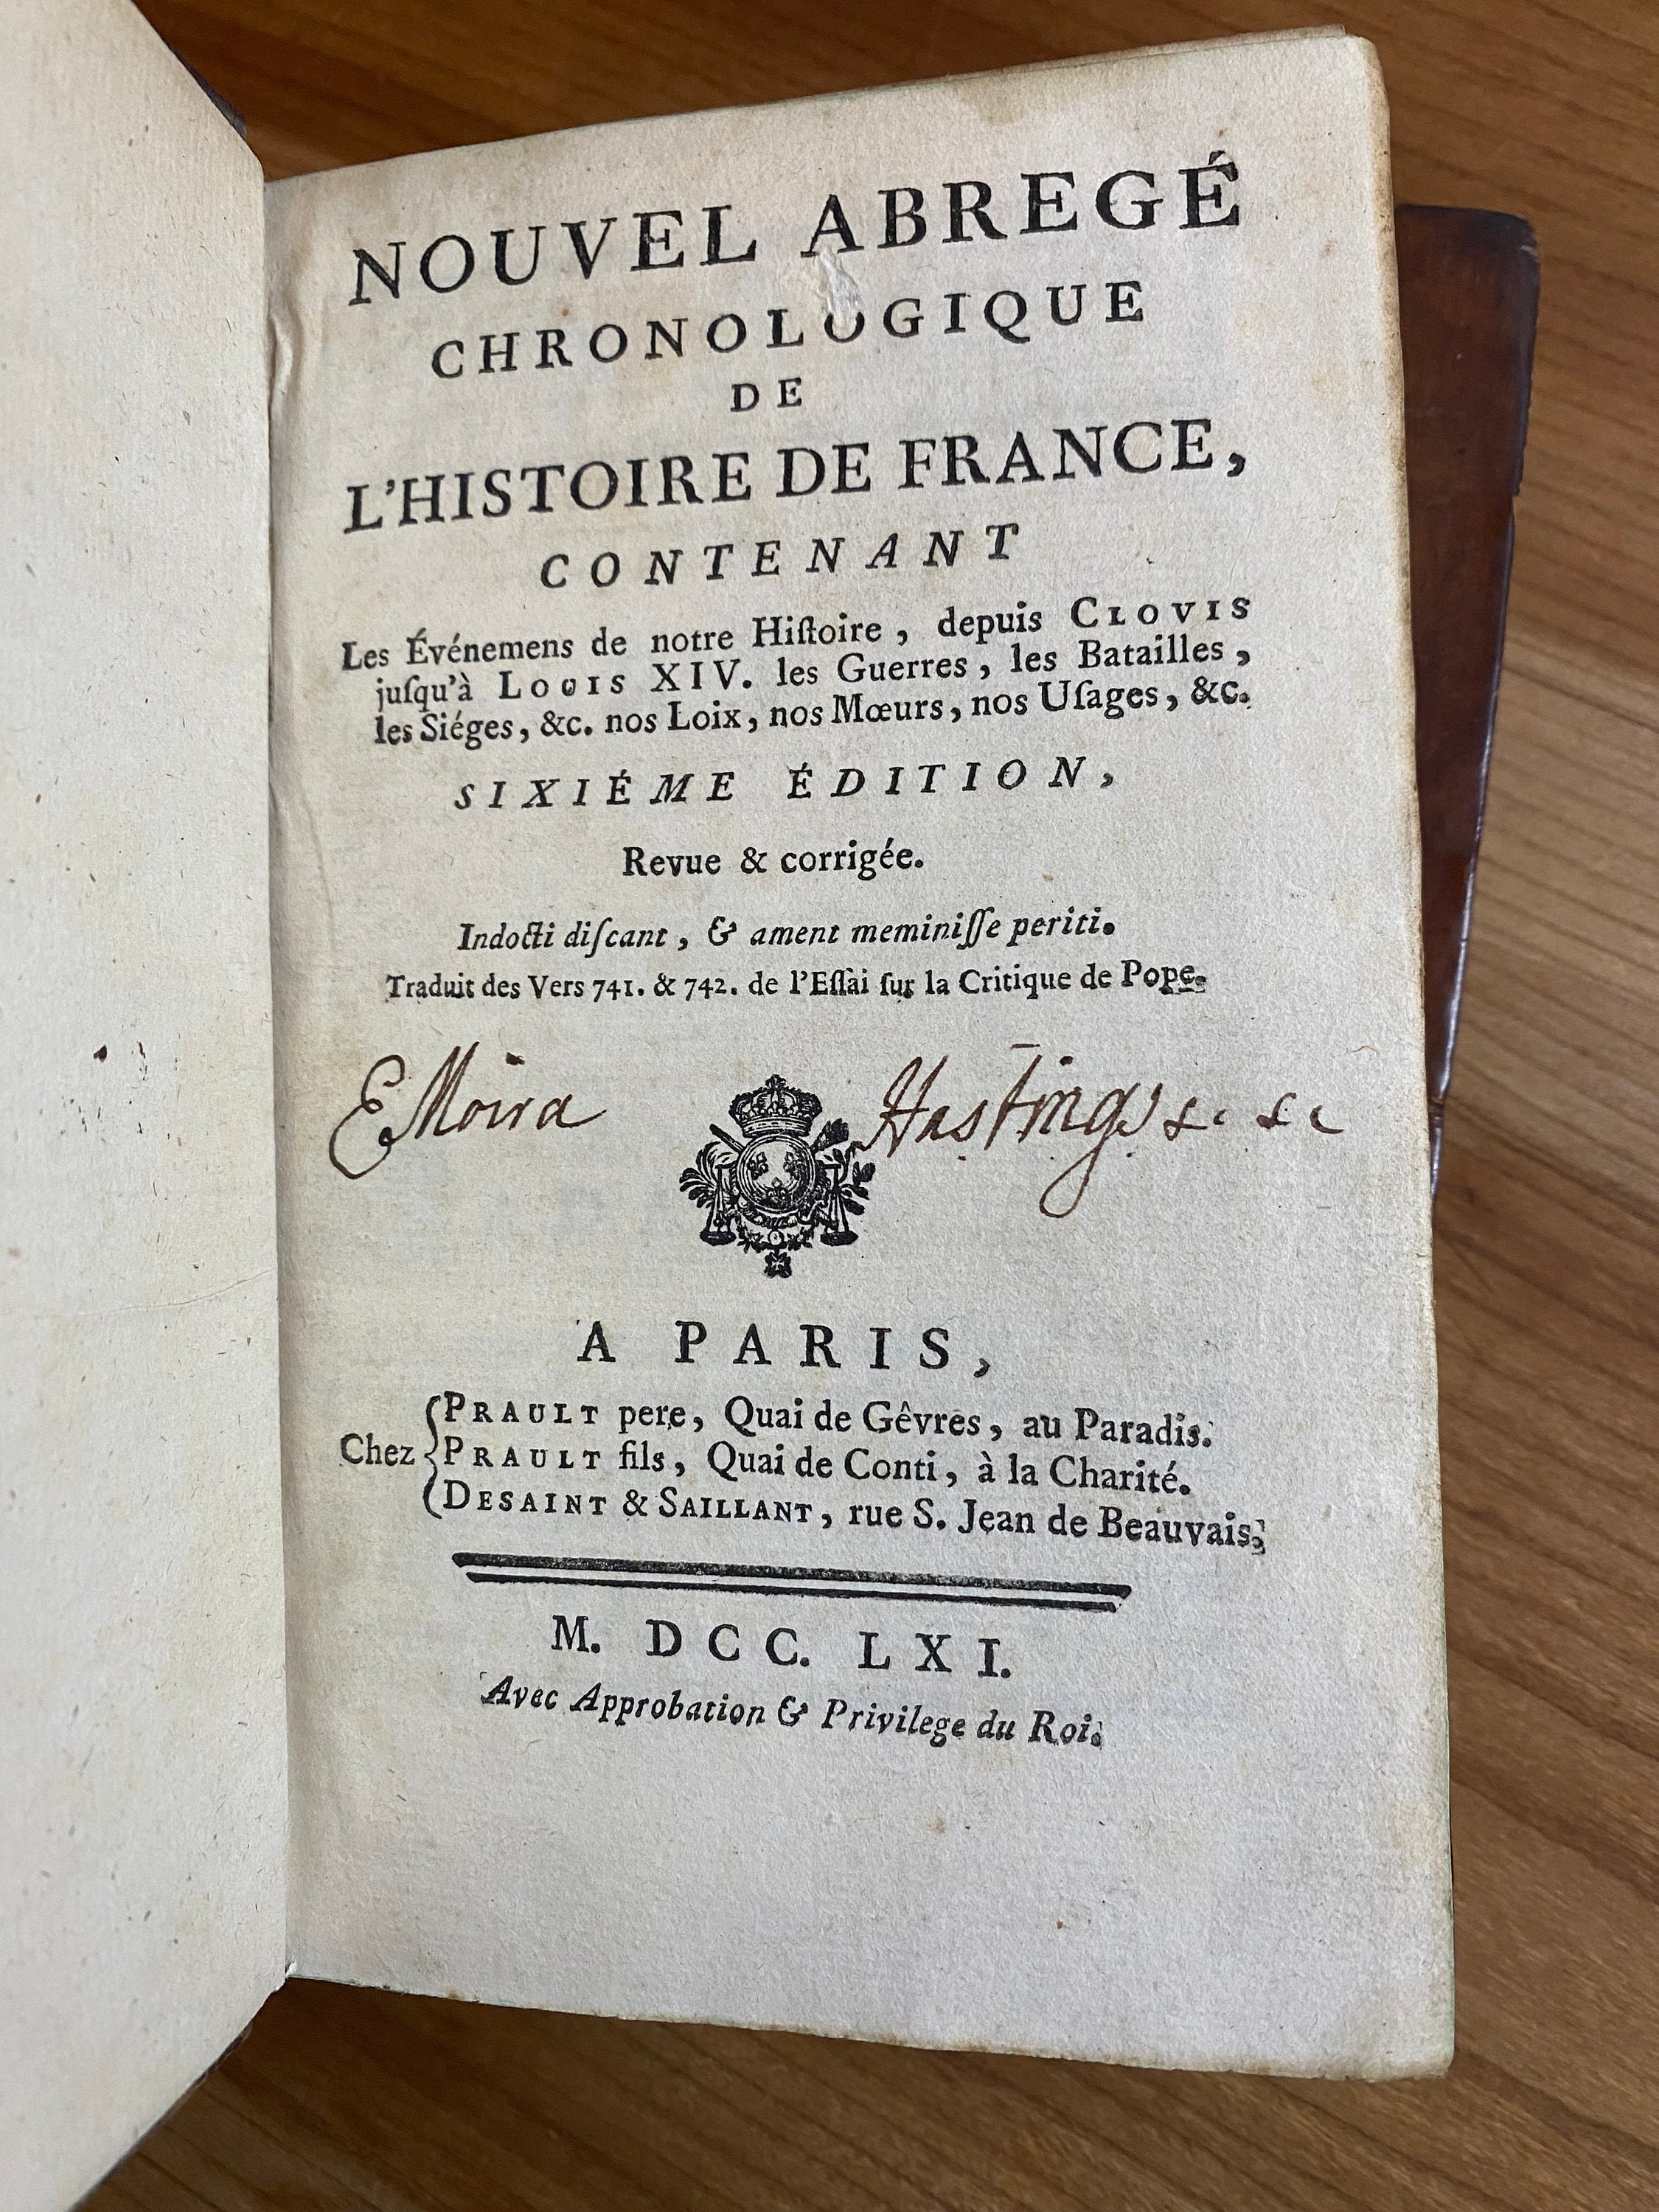 NOUVEL ABREGÉ
CHRONOLOGIQUE
DE
L'HISTOIRE DE FRANCE,
CONTENANT
Les Événemens de notre Hiſtoire, depuis CLOVIS
juſqu'à LOUIS XIV. les Guerres, les Batailles,
les Siéges, &c. nos Loix, nos Mœurs, nos Uſages, &c.
SIXIÉME ÉDITION,
Revue & corrigée.
Indocti diſcant, & ament meminiſſe periti.
Traduit des Vers 741. & 742. de l'Eſſai ſur la Critique de Pope.
E Moira Hastings &c &c
A PARIS,
Chez
PRAULT pere, Quai de Gêvres, au Paradis.
PRAULT fils, Quai de Conti, à la Charité.
DESAINT & SAILLANT, rue S. Jean de Beauvais.
M. DCC. LXI.
Avec Approbation & Privilege du Roi.